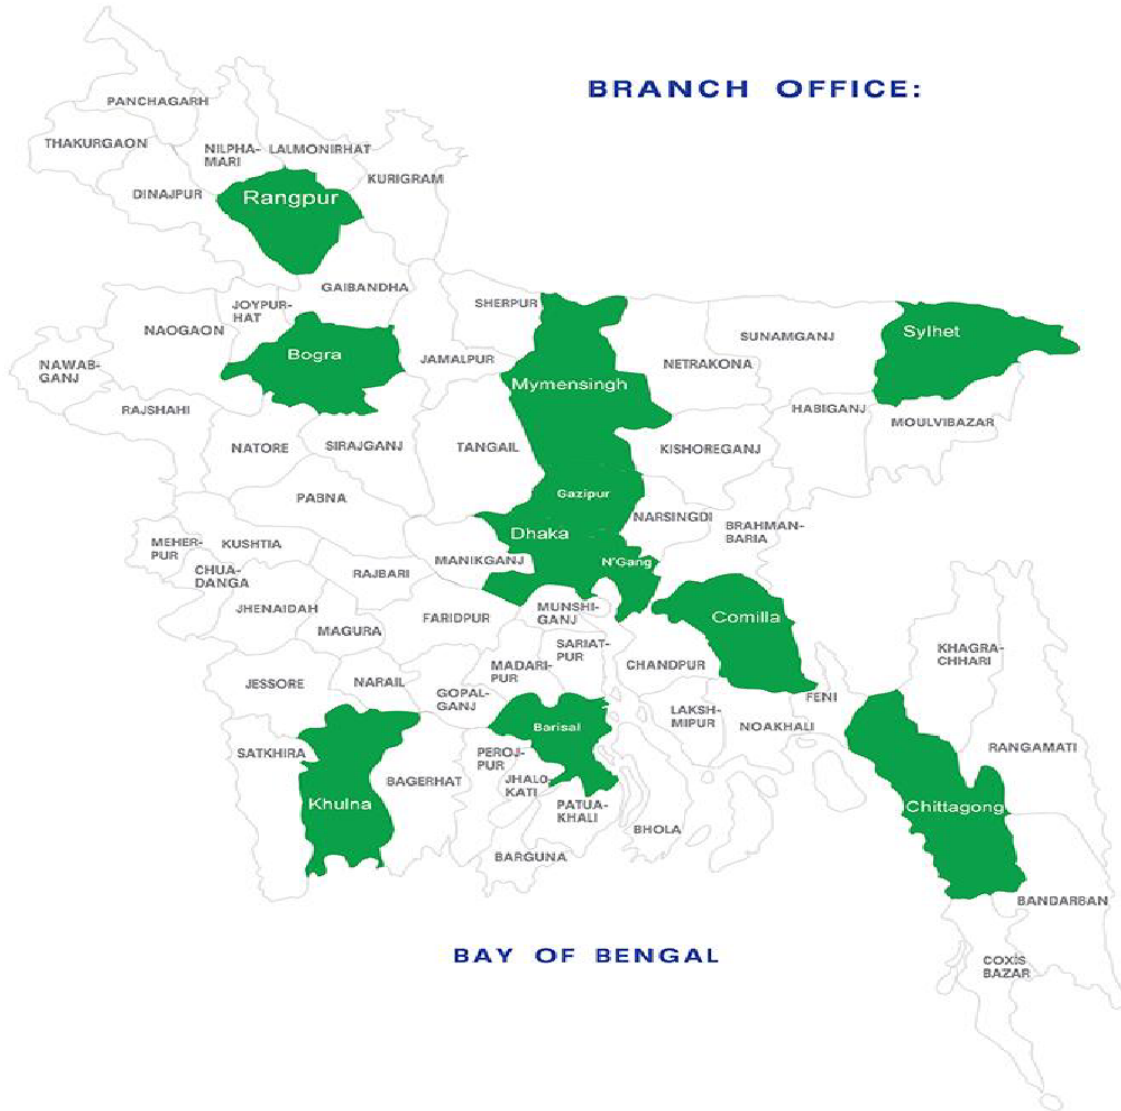 BRANCH OFFICE:
PANCHAGARH
THAKURGAON
NILPHA-
MARI
LALMONIRHAT
KURIGRAM
DINAJPUR
Rangpur
GAIBANDHA
JOYPUR-
HAT
NAOGAON
SHERPUR
Sylhet
SUNAMGANJ
Bogra
JAMALPUR
NETRAKONA
NAWAB-
GANJ
Mymensingh
RAJSHAHI
HABIGANJ
MOULVIBAZAR
NATORE
SIRAJGANJ
TANGAIL
KISHOREGANJ
PABNA
Gazipur
NARSINGDI
BRAHMAN-
BARIA
Dhaka
MEHER-
PUR
KUSHTIA
MANIKGANJ
N'Gang
CHUA-
DANGA
RAJBARI
JHENAIDAH
MAGURA
FARIDPUR
MUNSHI-
GANJ
Comilla
SARIAT-
PUR
MADARI-
PUR
CHANDPUR
KHAGRA-
CHHARI
JESSORE
NARAIL
GOPAL-
GANJ
FENI
LAKSH-
MIPUR
NOAKHALI
Barisal
SATKHIRA
PEROJ-
PUR
RANGAMATI
BAGERHAT
JHALO-
KATI
Khulna
PATUA-
KHALI
Chittagong
BHOLA
BARGUNA
BANDARBAN
BAY OF BENGAL
COXIS
BAZAR